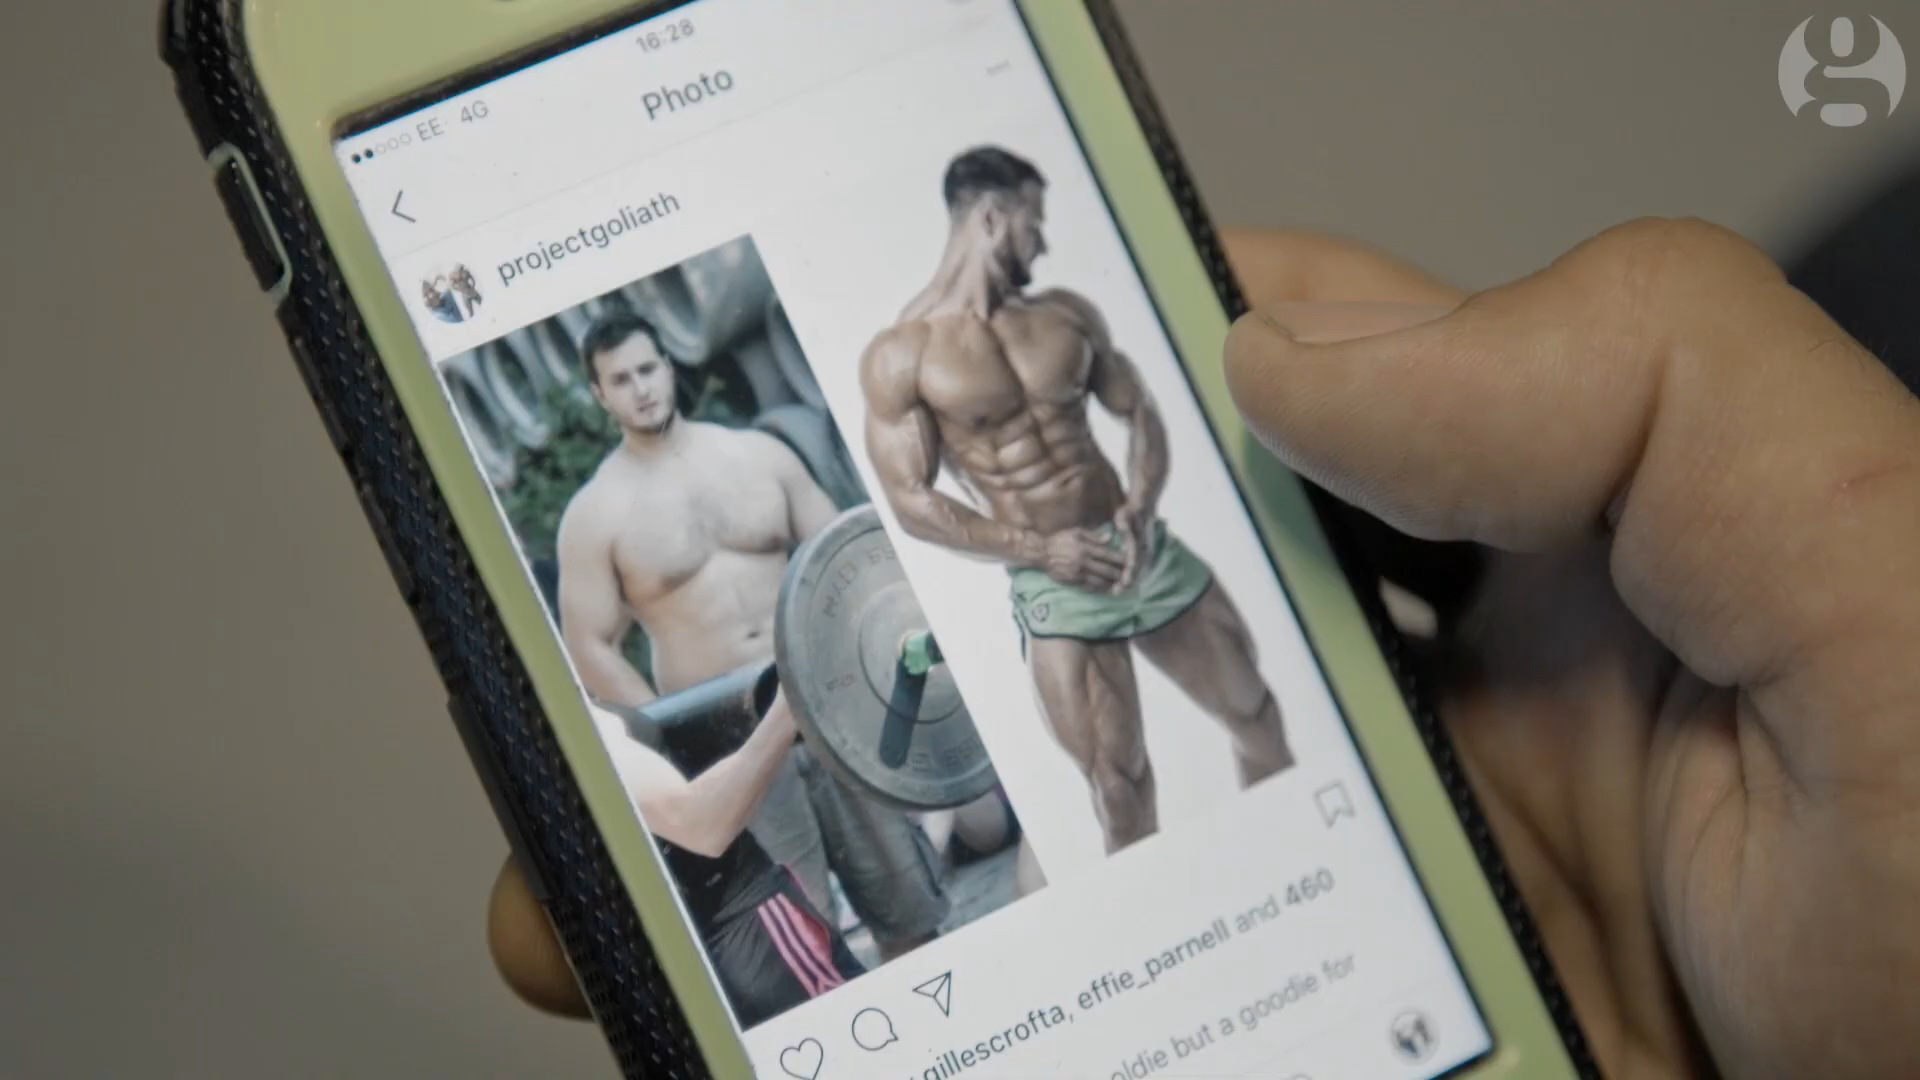 16:28
EE 4G
Photo
projectgoliath
gillescrofta, effie_parnell and 460
oldie but a goodie for
g